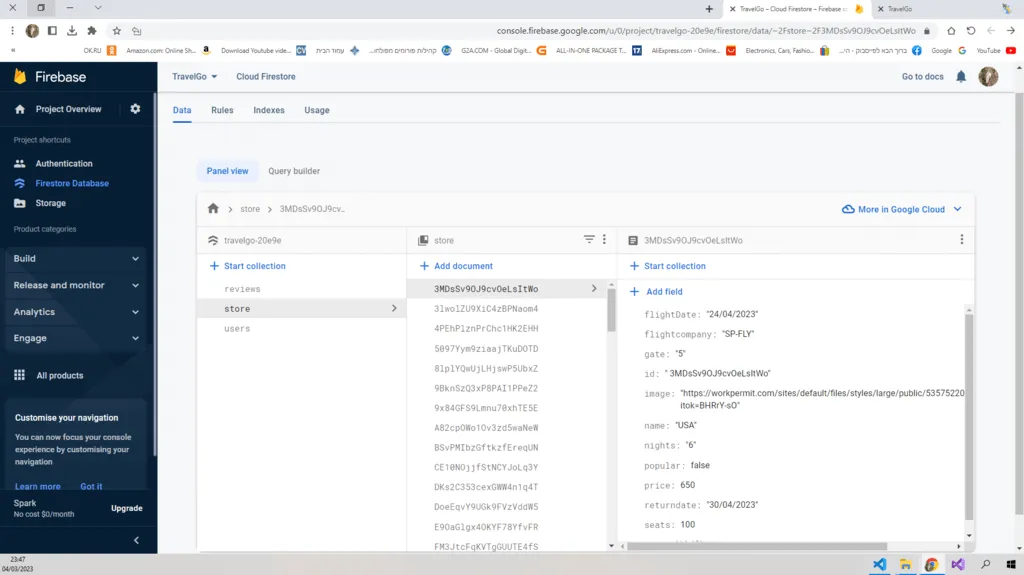 TravelGo – Cloud Firestore – Firebase co
TravelGo
console.firebase.google.com/u/0/project/travelgo-20e9e/firestore/data/~2Fstore~2F3MDsSv9OJ9cvOeLsItWo
«
OK.RU
Amazon.com: Online Sh...
Download Youtube vide...
עמוד הבית
קהילת פורומים מופלגת...
G2A.COM - Global Digit...
ALL-IN-ONE PACKAGE T...
AliExpress.com - Online...
Electronics, Cars, Fashio...
ברוך הבא לפייסבוק - הי...
Google
YouTube
Firebase
TravelGo
Cloud Firestore
Go to docs
Project Overview
Data
Rules
Indexes
Usage
Project shortcuts
Authentication
Firestore Database
Storage
Product categories
Build
Release and monitor
Analytics
Engage
All products
Customise your navigation
You can now focus your console
experience by customising your
navigation
Learn more
Got it
Spark
No cost $0/month
Upgrade
Panel view
Query builder
store
3MDsSv9OJ9cv...
More in Google Cloud
travelgo-20e9e
Start collection
reviews
store
users
store
Add document
3MDsSv9OJ9cvOeLsItWo
3lwolZU9XiC4zBPNaom4
4PEhPlznPrChc1HK2EHH
5097Yym9ziaajTKuDOTD
8lplYQwUjLHjswP5UbxZ
9BknSzQ3xP8PAI1PPeZ2
9x84GFS9Lmnu70xhTE5E
A82cpOWo1Ov3zd5waNeW
BSvPMIbzGftkzfEreqUN
CE10NOjjfStNCYJoLq3Y
DKs2C353cexGWW4n1q4T
DoeEqvY9UGk9FVzVddW5
E9OaGlgx4OKYF78YfvFR
FM3JtcFqKVTgGUUTE4fS
3MDsSv9OJ9cvOeLsItWo
Start collection
Add field
flightDate: "24/04/2023"
flightcompany: "SP-FLY"
gate: "5"
id: " 3MDsSv9OJ9cvOeLsItWo"
image: "https://workpermit.com/sites/default/files/styles/large/public/53575220
itok=BHRrY-sO"
name: "USA"
nights: "6"
popular: false
price: 650
returndate: "30/04/2023"
seats: 100
23:47
04/03/2023